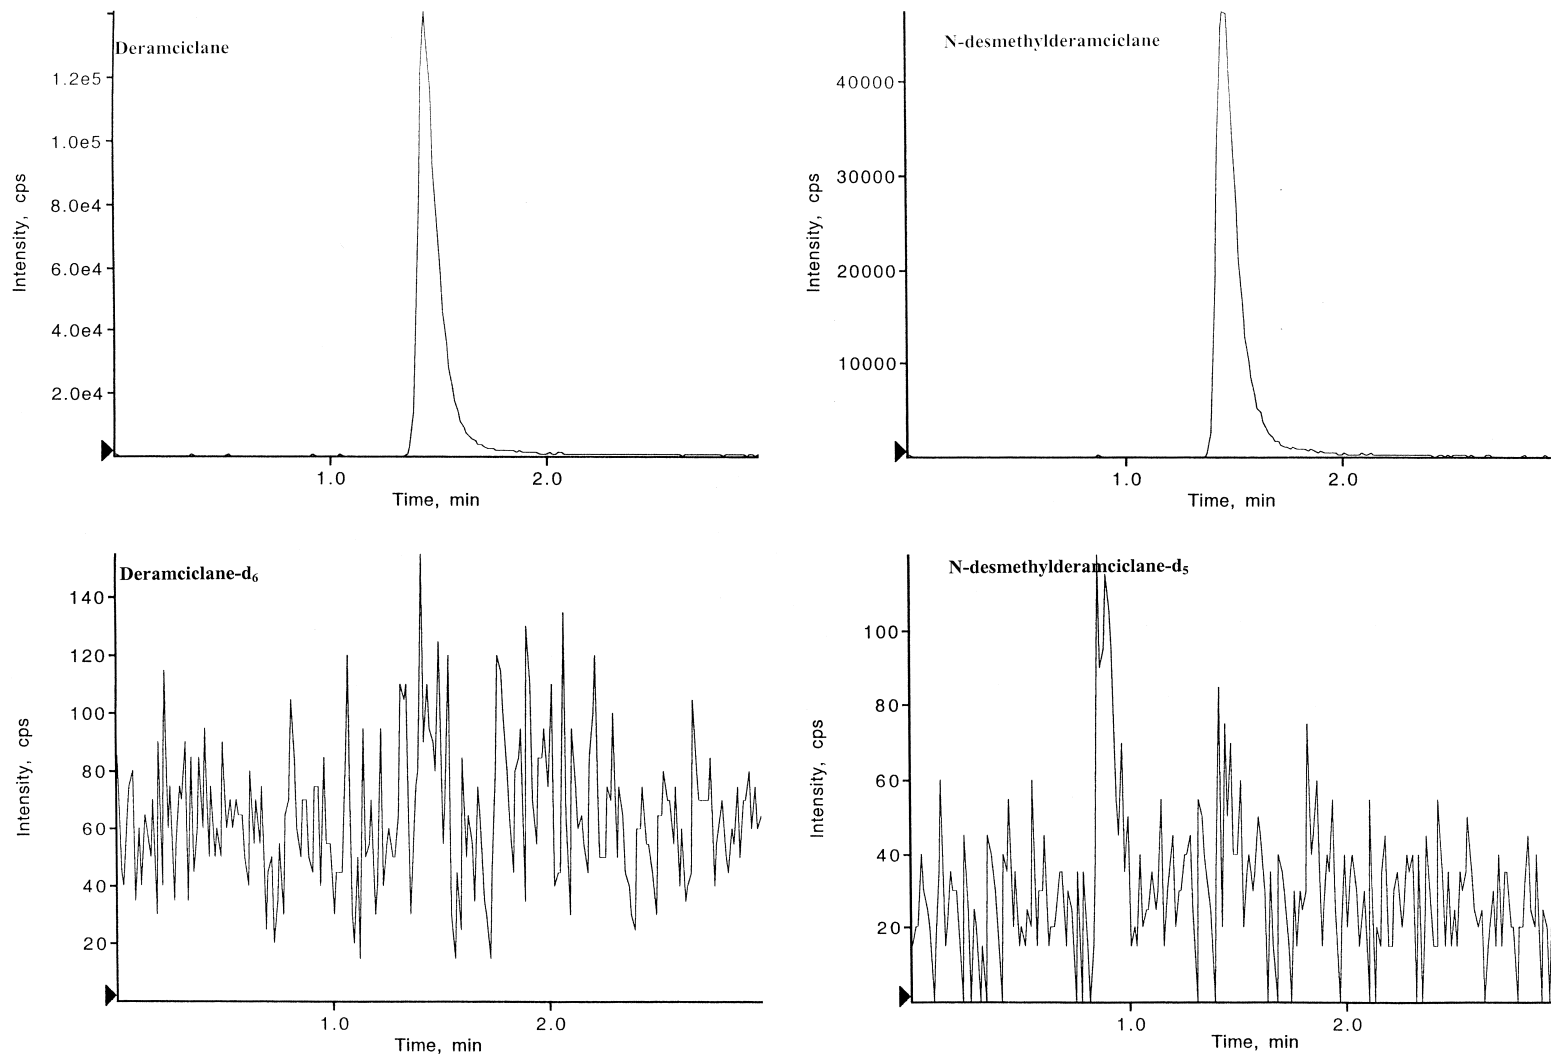 Deramciclane
1.2e5
1.0e5
8.0e4
6.0e4
4.0e4
2.0e4
Intensity, cps
1.0
2.0
Time, min
N-desmethylderamciclane
40000
30000
20000
10000
Intensity, cps
1.0
2.0
Time, min
Deramciclane-d₆
140
120
100
80
60
40
20
Intensity, cps
1.0
2.0
Time, min
N-desmethylderamciclane-d₅
100
80
60
40
20
Intensity, cps
1.0
2.0
Time, min